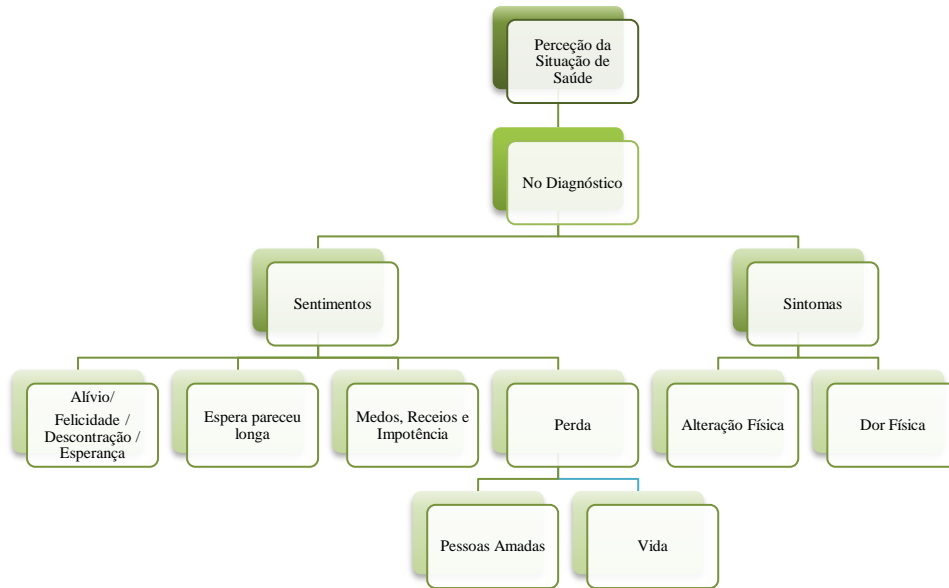 Perceção da
Situação de
Saúde
No Diagnóstico
Sentimentos
Sintomas
Alívio/
Felicidade /
Descontração /
Esperança
Espera pareceu
longa
Medos, Receios e
Impotência
Perda
Alteração Física
Dor Física
Pessoas Amadas
Vida